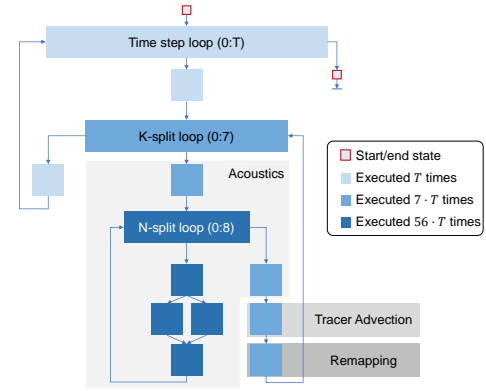 Time step loop (0:T)
K-split loop (0:7)
Acoustics
N-split loop (0:8)
Tracer Advection
Remapping
Start/end state
Executed T times
Executed 7 · T times
Executed 56 · T times